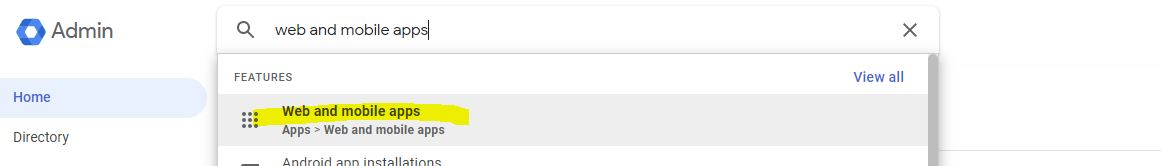 Admin
web and mobile apps
FEATURES
View all
Home
Web and mobile apps
Apps > Web and mobile apps
Directory
Android app installations